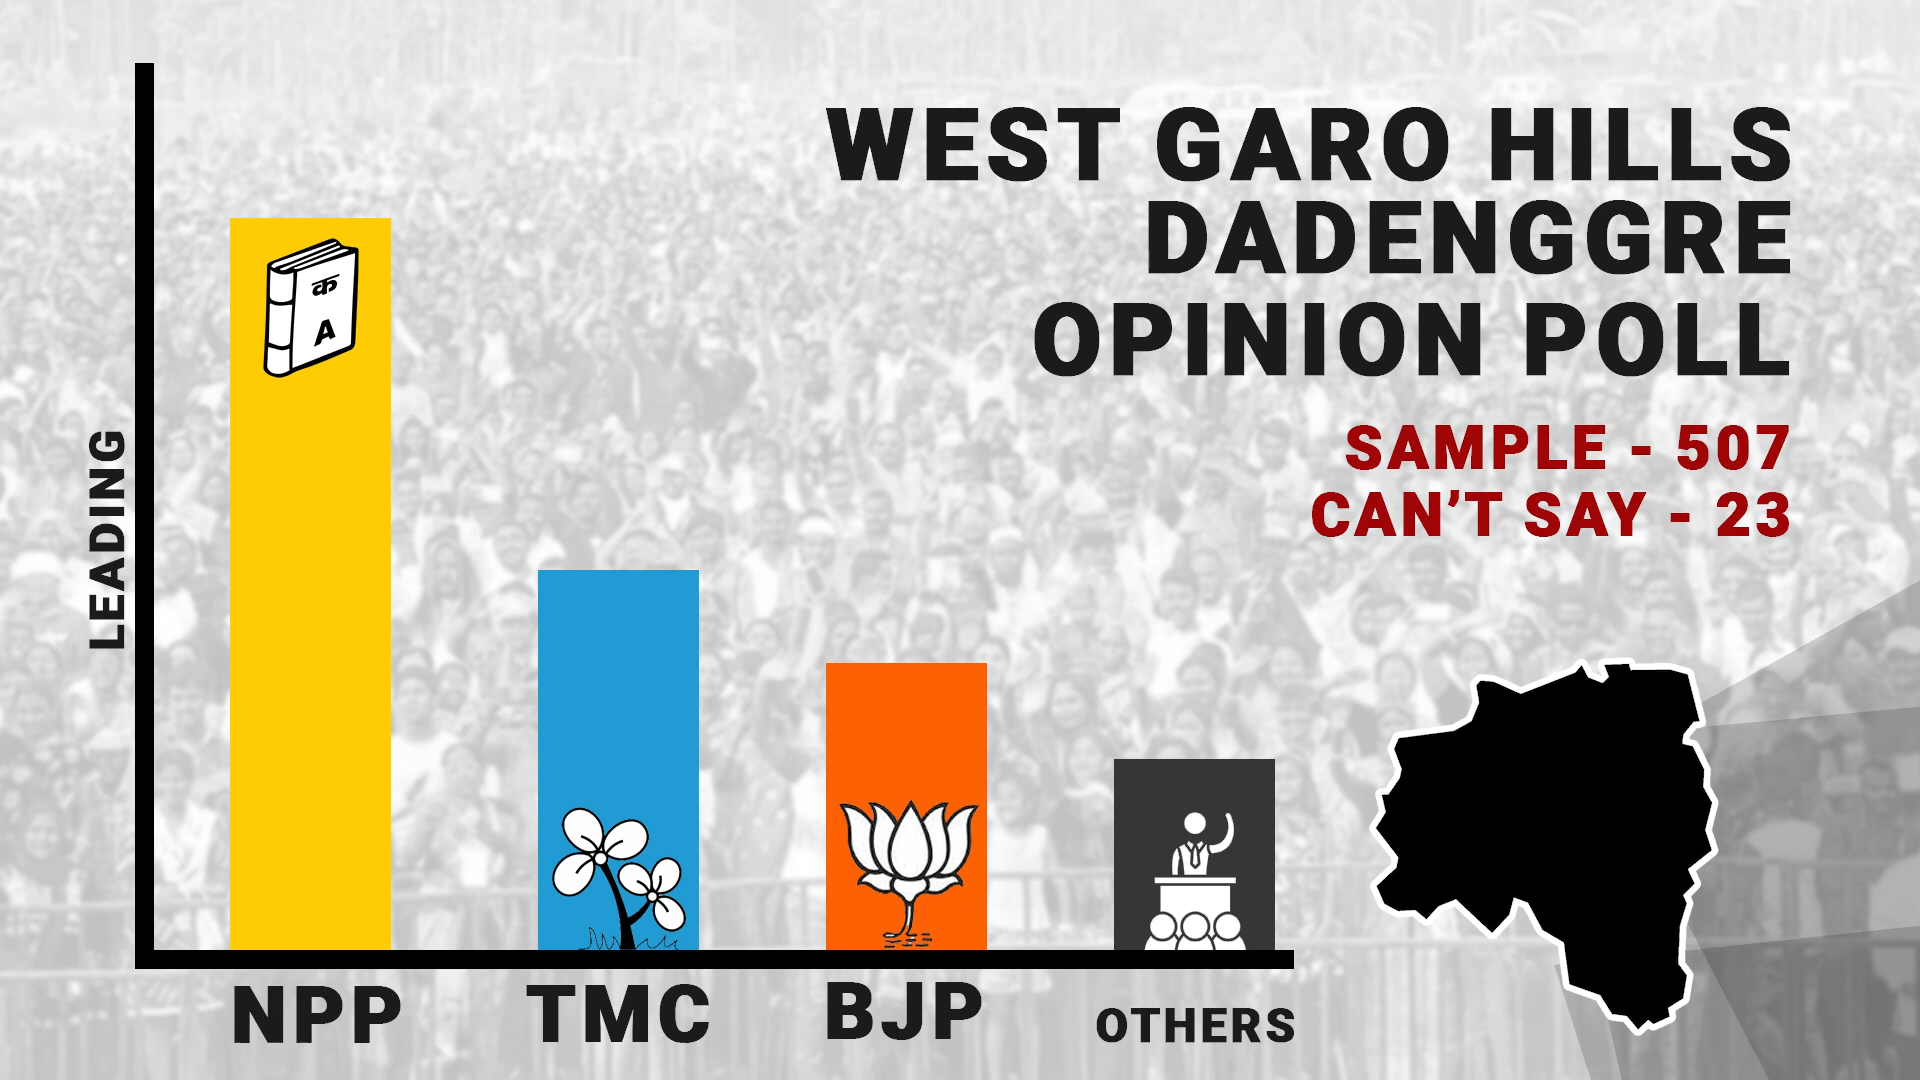 WEST GARO HILLS
DADENGGRE
OPINION POLL
SAMPLE - 507
CAN’T SAY - 23
LEADING
क
A
NPP
TMC
BJP
OTHERS